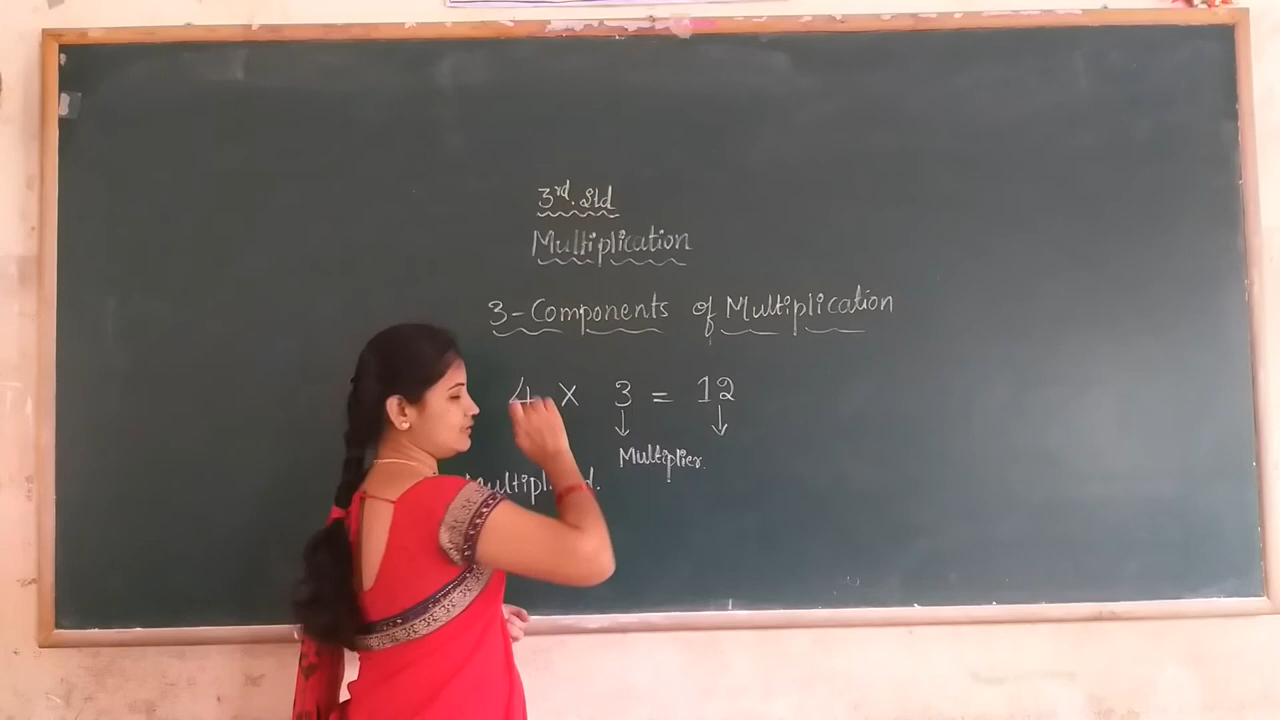 3rd. Std
Multiplication
3-Components of Multiplication
4 X 3 = 12
↓ ↓
Multiplier.